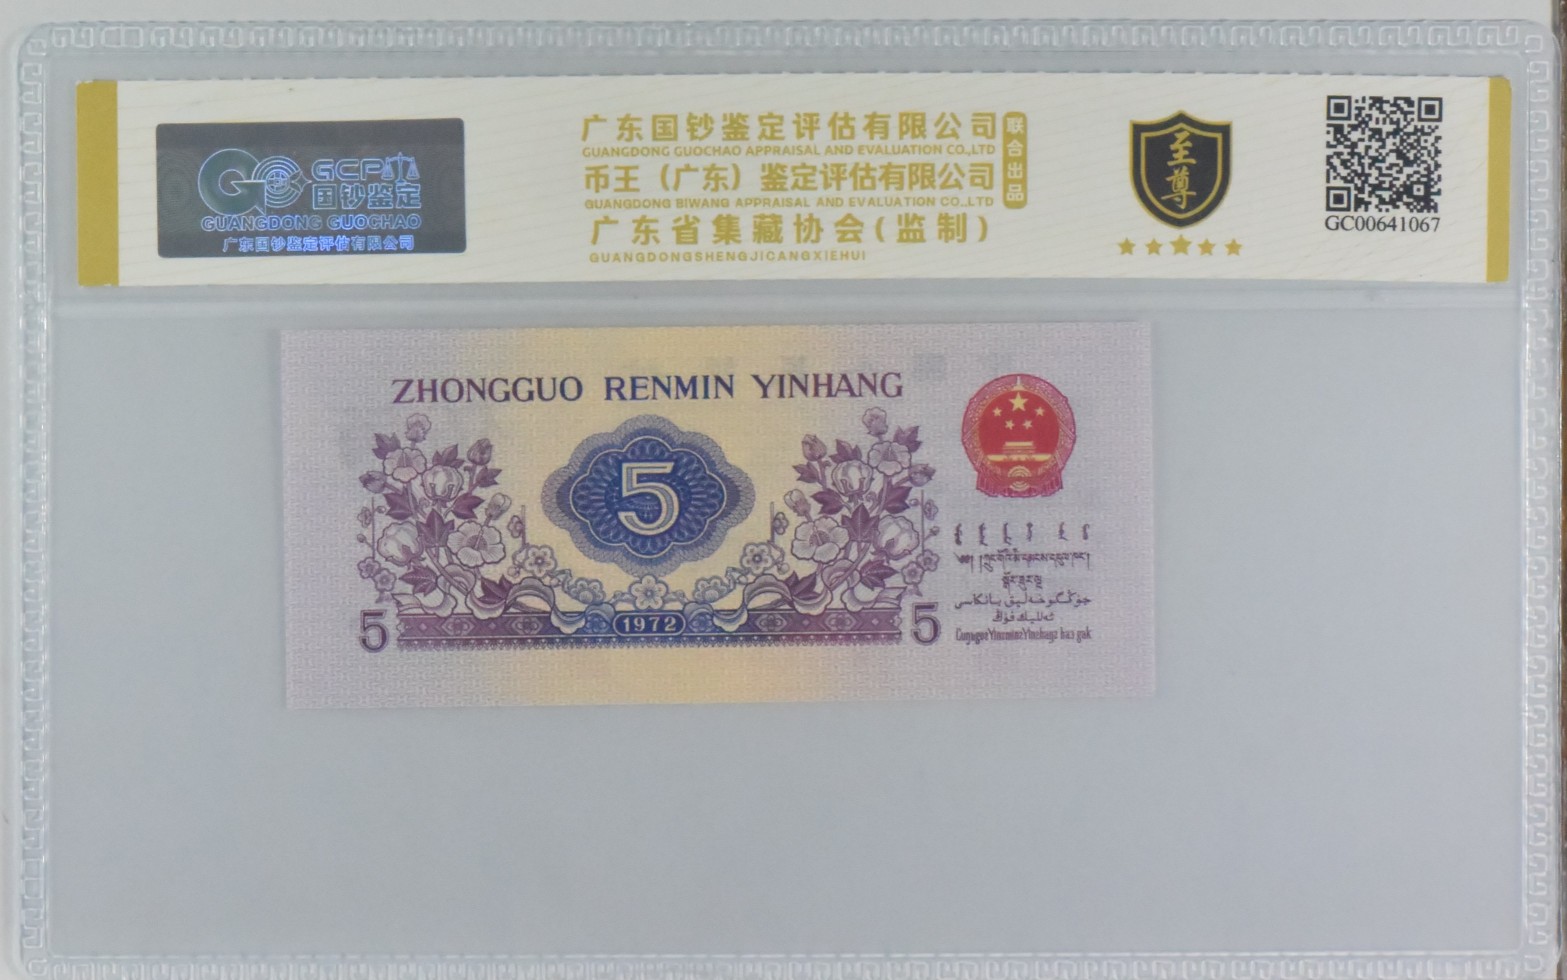 GCP
国钞鉴定
GUANGDONG GUOCHAO
广东国钞鉴定评估有限公司
广东国钞鉴定评估有限公司
GUANGDONG GUOCHAO APPRAISAL AND EVALUATION CO.,LTD
币王（广东）鉴定评估有限公司
GUANGDONG BIWANG APPRAISAL AND EVALUATION CO.,LTD
联合出品
广东省集藏协会(监制)
GUANGDONGSHENGJICANGXIEHUI
至尊
GC00641067
ZHONGGUO RENMIN YINHANG
5
5
1972
5
جۇڭگو خەلىق بانكاسى